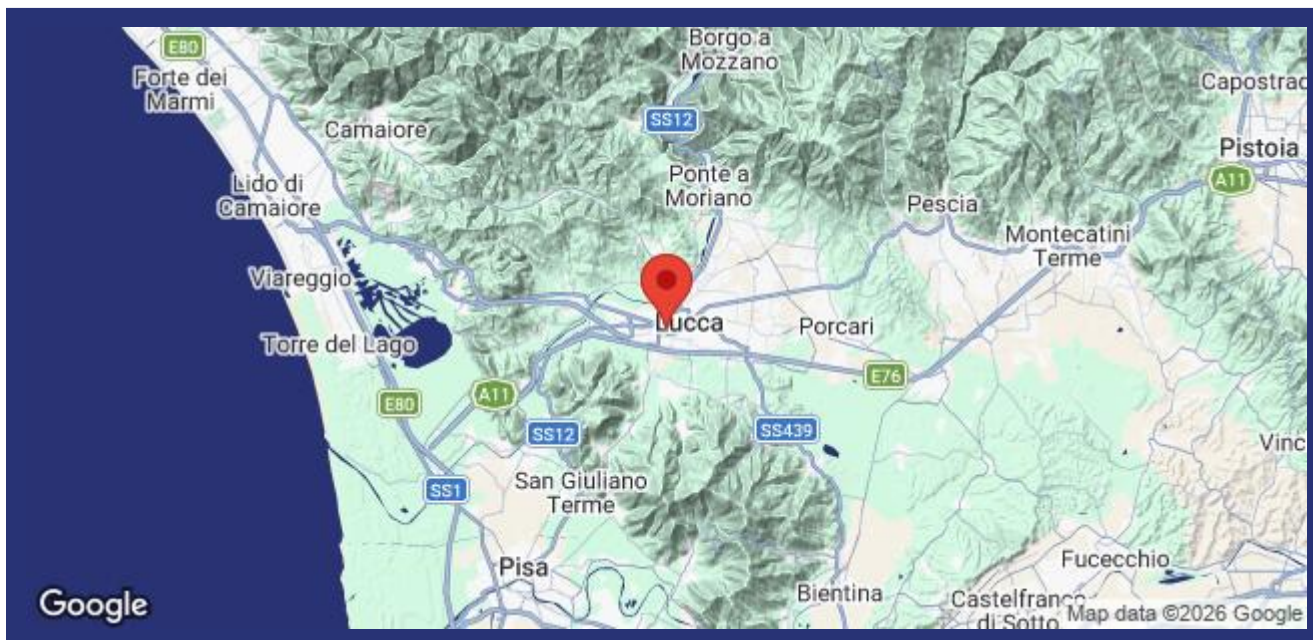 E80
Borgo a
Mozzano
Forte dei
Marmi
Capostrad
Camaiore
SS12
Pistoia
Ponte a
Moriano
A11
Lido di
Camaiore
Pescia
Montecatini
Terme
Viareggio
Lucca
Porcari
Torre del Lago
E76
A11
E80
SS12
SS439
Vinc
San Giuliano
Terme
SS1
Pisa
Fucecchio
Bientina
Castelfranco
di Sotto
Google
Map data ©2026 Google